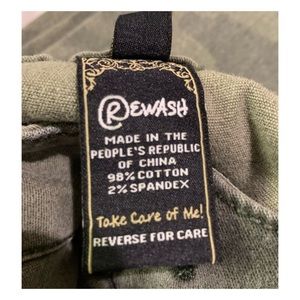 REWASH
MADE IN THE
PEOPLE'S REPUBLIC
OF CHINA
98% COTTON
2% SPANDEX
Take Care of Me!
REVERSE FOR CARE